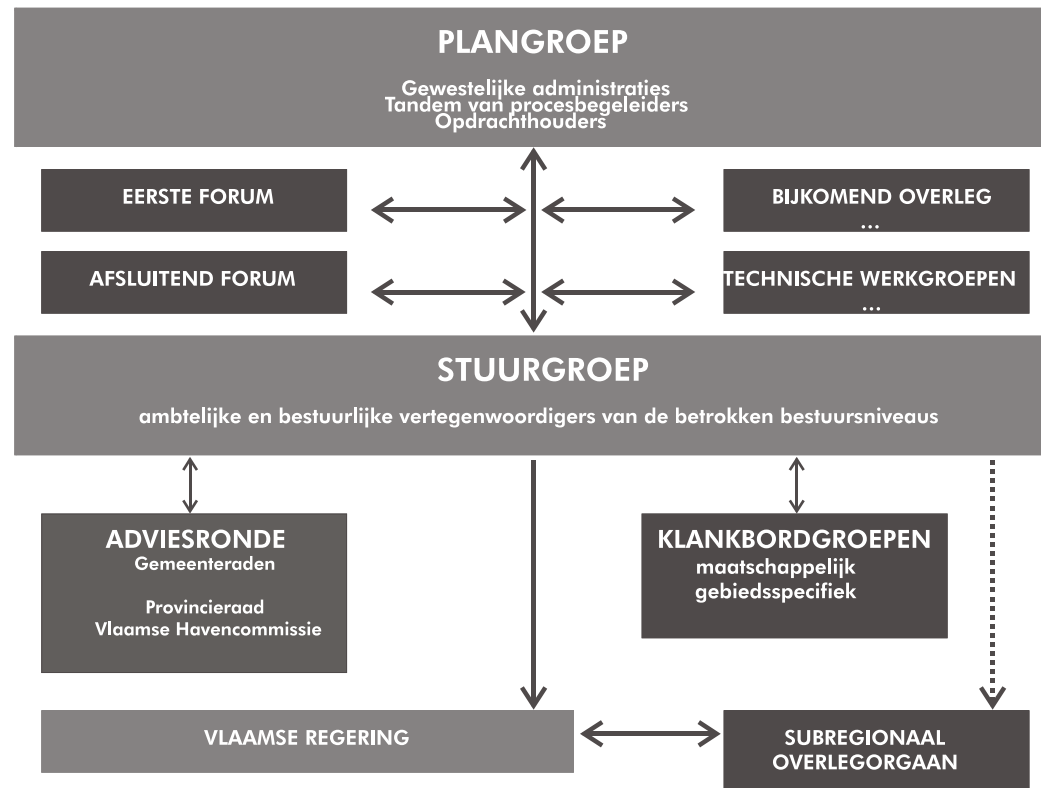 PLANGROEP
Gewestelijke administraties
Tandem van procesbegeleiders
Opdrachthouders
EERSTE FORUM
BIJKOMEND OVERLEG
...
AFSLUITEND FORUM
TECHNISCHE WERKGROEPEN
...
STUURGROEP
ambtelijke en bestuurlijke vertegenwoordigers van de betrokken bestuursniveaus
ADVIESRONDE
Gemeenteraden
Provincieraad
Vlaamse Havencommissie
KLANKBORDGROEPEN
maatschappelijk
gebiedsspecifiek
VLAAMSE REGERING
SUBREGIONAAL
OVERLEGORGAAN